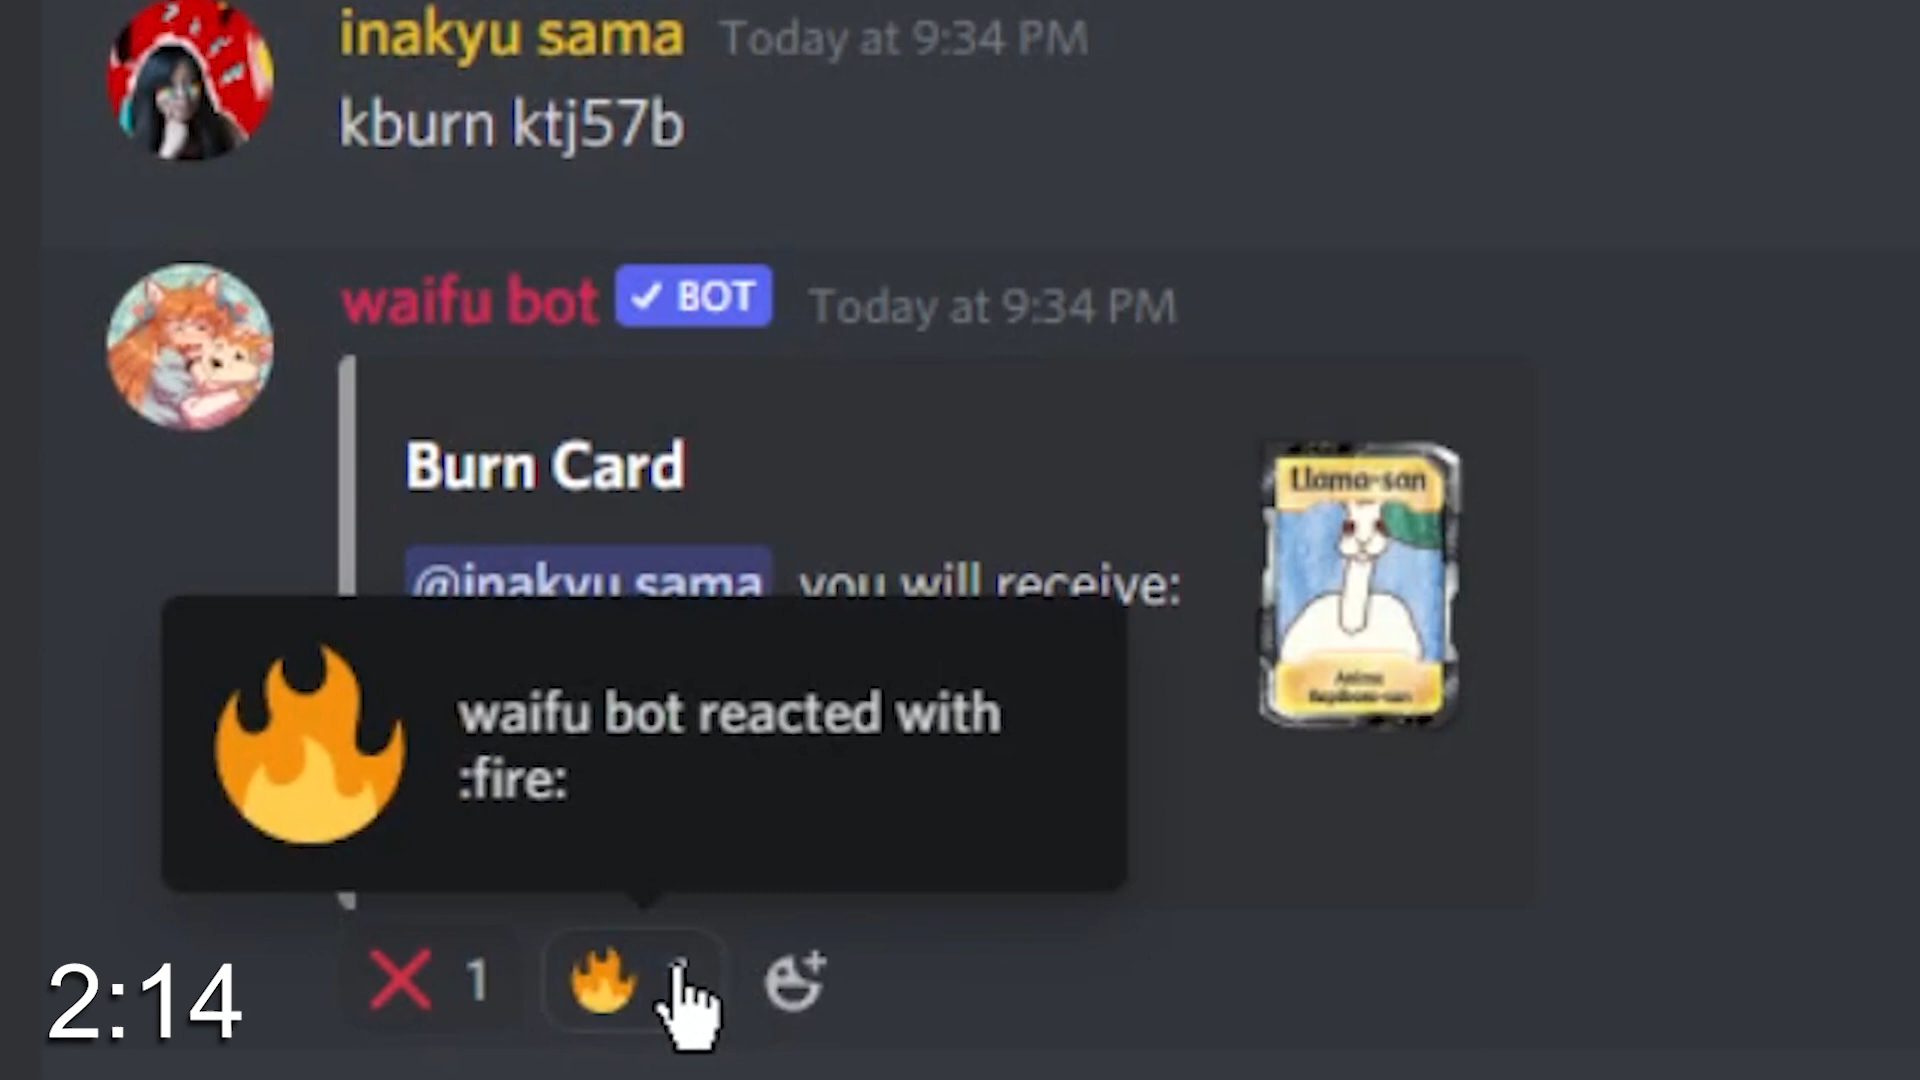 inakyu sama Today at 9:34 PM
kburn ktj57b
waifu bot ✓ BOT Today at 9:34 PM
Burn Card
@inakyu sama you will receive:
Llama-san
Anime
waifu bot reacted with
:fire:
1
2:14